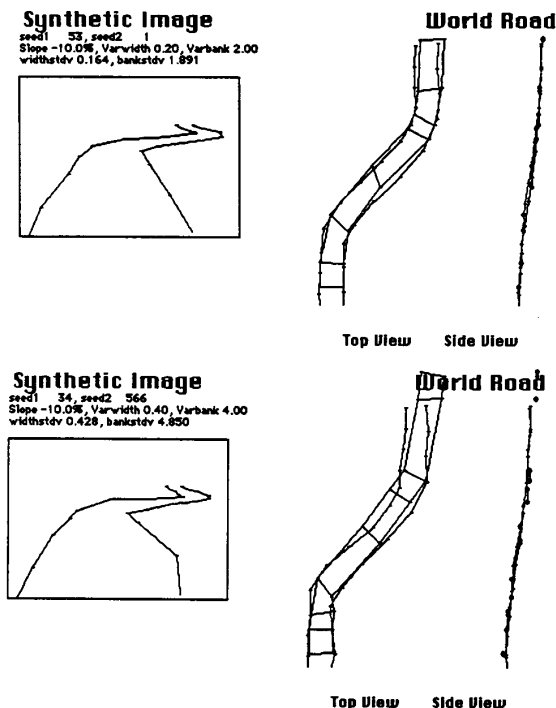 Synthetic Image
seed1 53, seed2 1
Slope -10.0%, Varwidth 0.20, Varbank 2.00
widthstdv 0.164, bankstdv 1.891
World Road
Top View Side View
Synthetic Image
seed1 34, seed2 566
Slope -10.0%, Varwidth 0.40, Varbank 4.00
widthstdv 0.428, bankstdv 4.850
World Road
Top View Side View